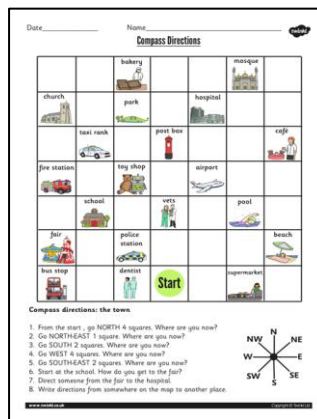 Date
Name
twinkl
Compass Directions
bakery
mosque
church
park
hospital
taxi rank
post box
café
fire station
toy shop
airport
school
vets
pool
fair
police station
beach
bus stop
dentist
Start
supermarket
Compass directions: the town
1. From the start , go NORTH 4 squares. Where are you now?
2. Go NORTH-EAST 1 square. Where are you now?
3. Go SOUTH 2 squares. Where are you now?
4. Go WEST 4 squares. Where are you now?
5. Go SOUTH-EAST 2 squares. Where are you now?
6. Start at the school. How do you get to the fair?
7. Direct someone from the fair to the hospital.
8. Write directions from somewhere on the map to another place.
N
NW
NE
W
E
SW
SE
S
www.twinkl.co.uk